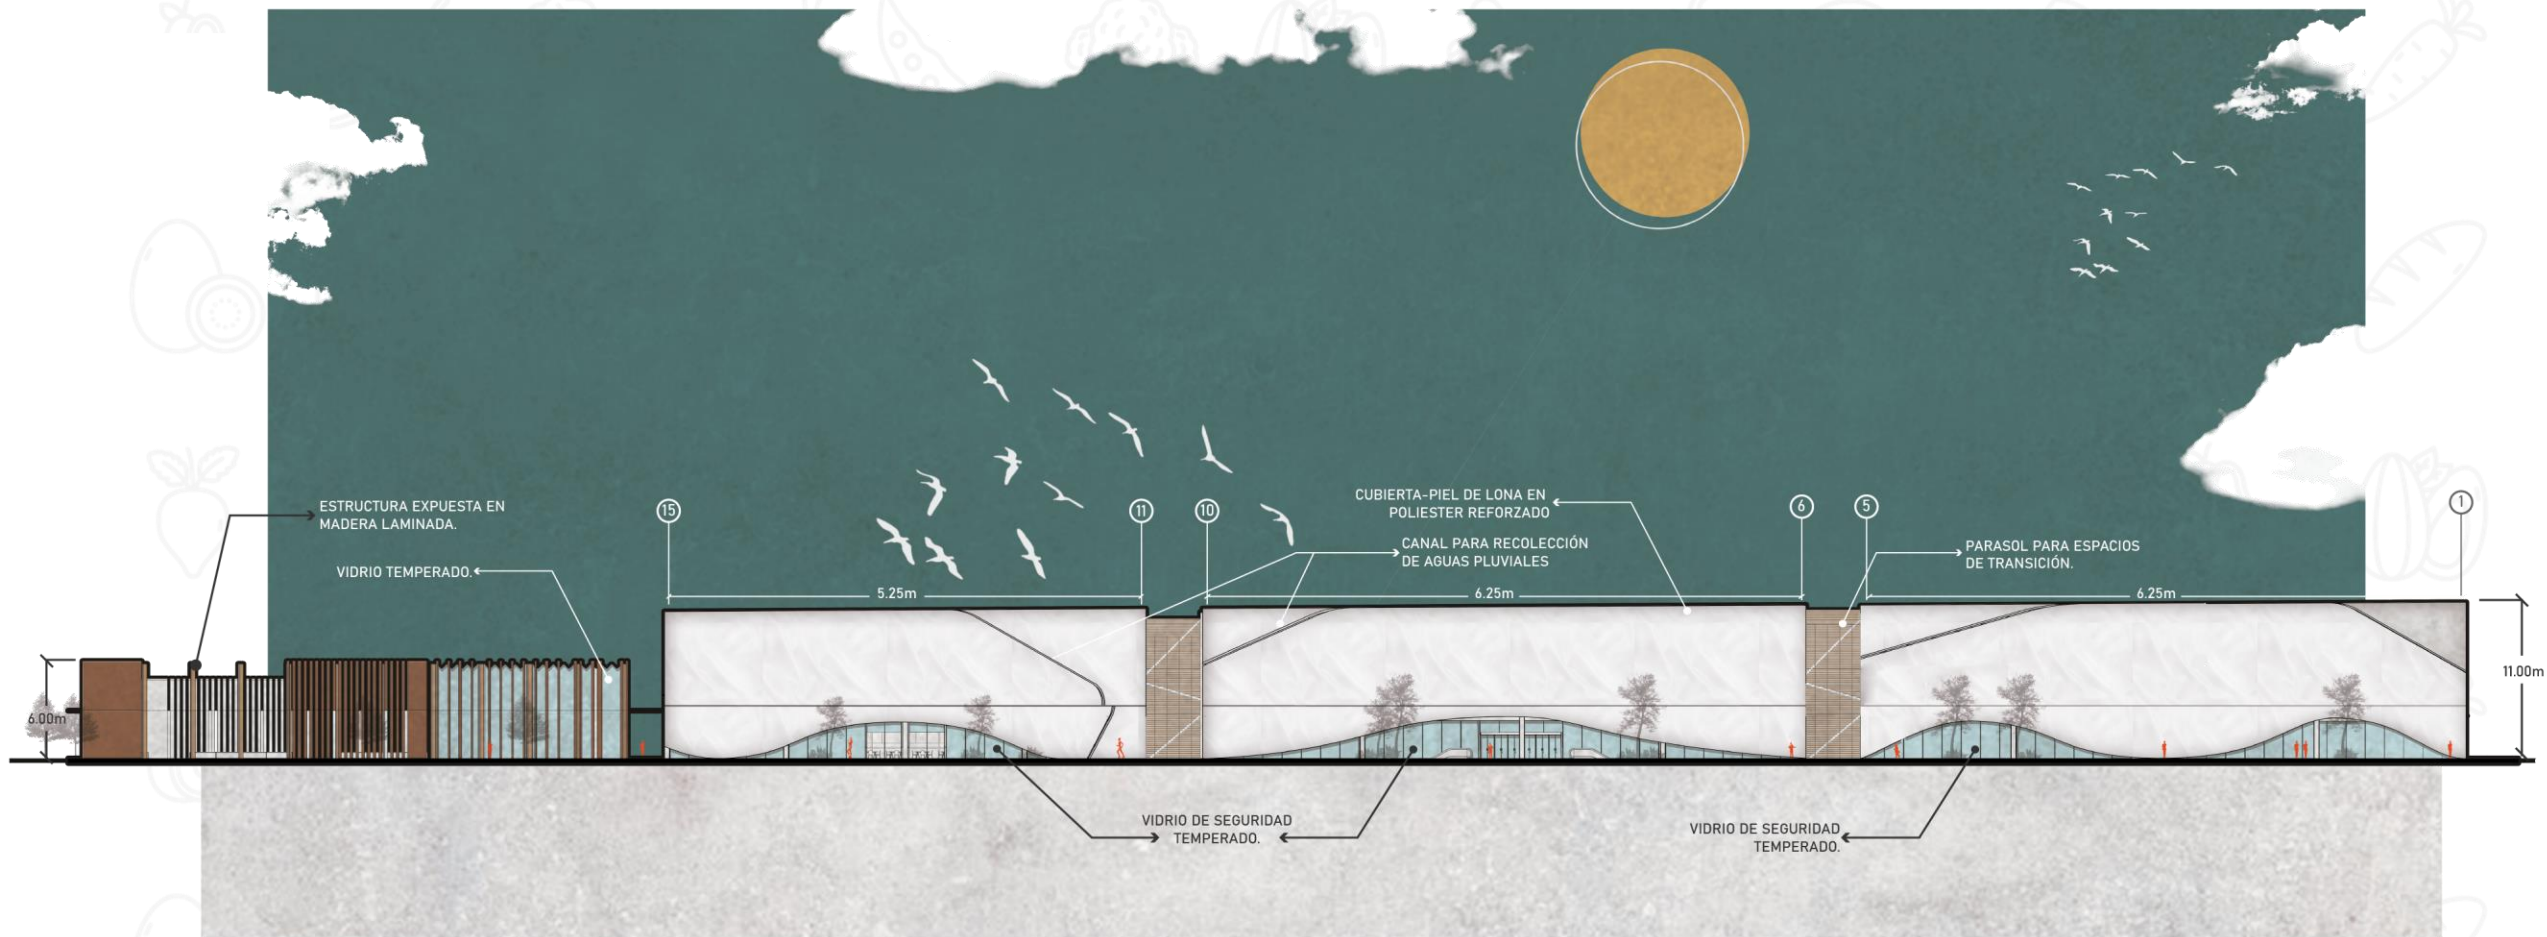 ESTRUCTURA EXPUESTA EN
MADERA LAMINADA.
VIDRIO TEMPERADO.
15
11
10
6
5
1
CUBIERTA-PIEL DE LONA EN
POLIESTER REFORZADO
CANAL PARA RECOLECCIÓN
DE AGUAS PLUVIALES
PARASOL PARA ESPACIOS
DE TRANSICIÓN.
5.25m
6.25m
6.25m
6.00m
11.00m
VIDRIO DE SEGURIDAD
TEMPERADO.
VIDRIO DE SEGURIDAD
TEMPERADO.